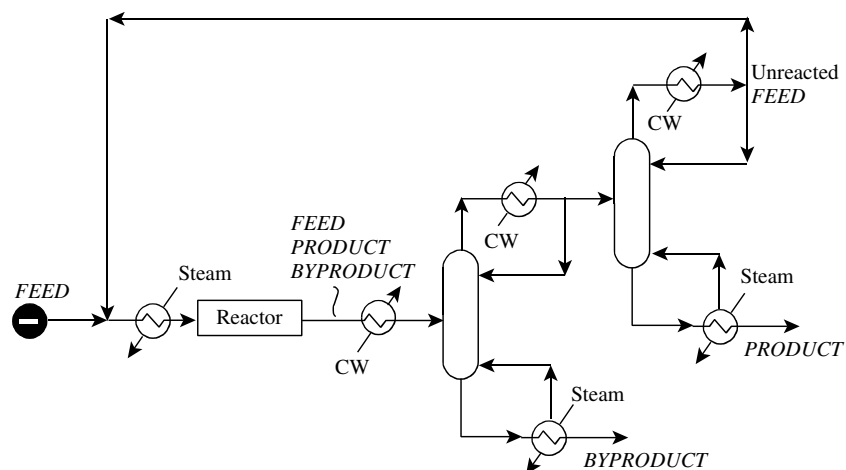 Unreacted
FEED
CW
FEED
PRODUCT
BYPRODUCT
CW
Steam
FEED
Steam
Reactor
CW
PRODUCT
Steam
BYPRODUCT